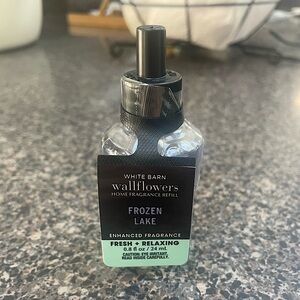 WHITE BARN
wallflowers
HOME FRAGRANCE REFILL
FROZEN
LAKE
ENHANCED FRAGRANCE
FRESH + RELAXING
0.8 fl oz / 24 mL
CAUTION: EYE IRRITANT.
READ INSIDE CAREFULLY.